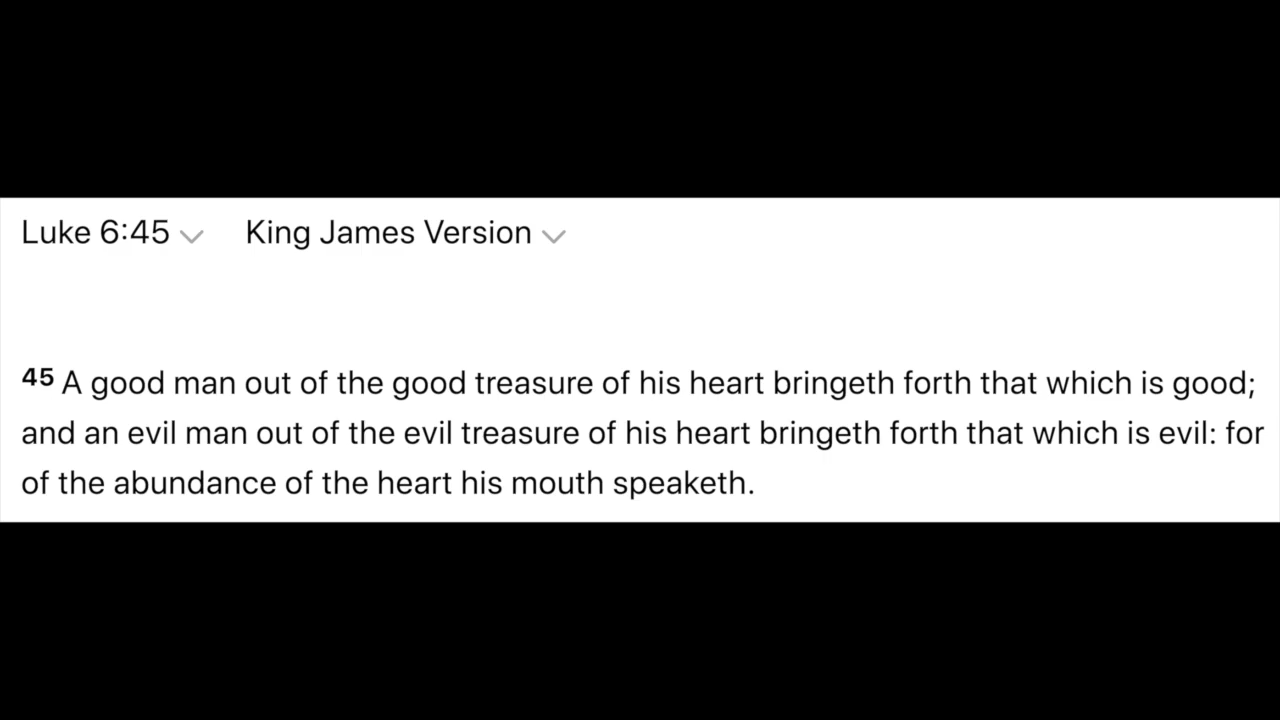 Luke 6:45 King James Version
45 A good man out of the good treasure of his heart bringeth forth that which is good;
and an evil man out of the evil treasure of his heart bringeth forth that which is evil: for
of the abundance of the heart his mouth speaketh.